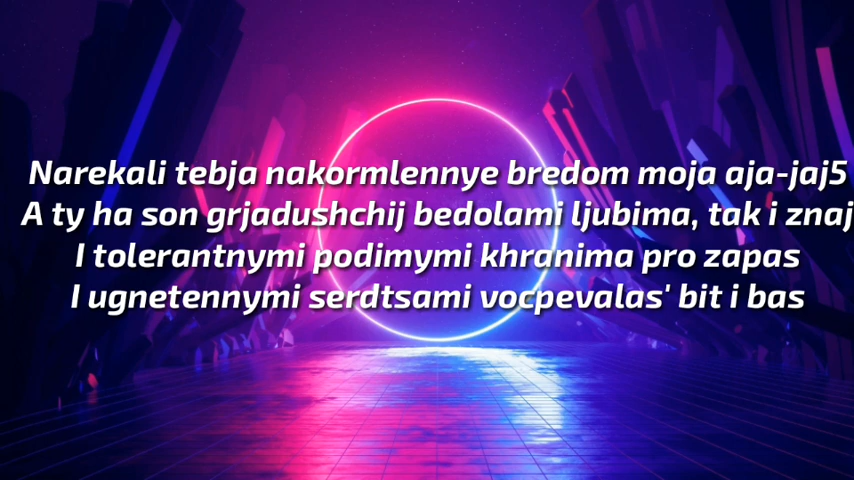 Narekali tebja nakormlennye bredom moja aja-jaj5
A ty ha son grjadushchij bedolami ljubima, tak i znaj
I tolerantnymi podimymi khranima pro zapas
I ugnetennymi serdtsami vocpevalas' bit i bas